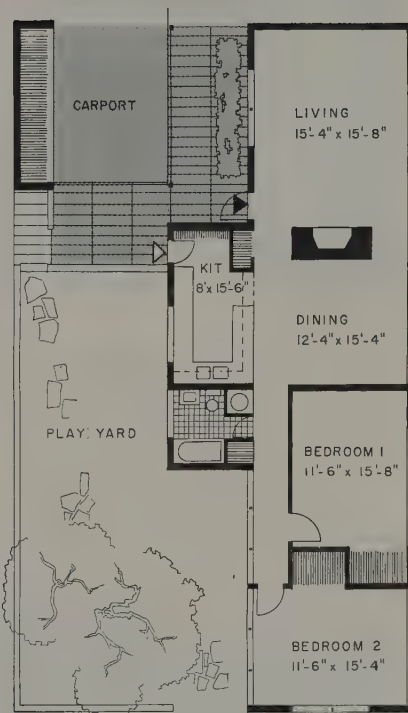 CARPORT
LIVING
15'-4" x 15'-8"
KIT
8' x 15'-6"
DINING
12'-4" x 15'-4"
PLAY YARD
BEDROOM 1
11'-6" x 15'-8"
BEDROOM 2
11'-6" x 15'-4"